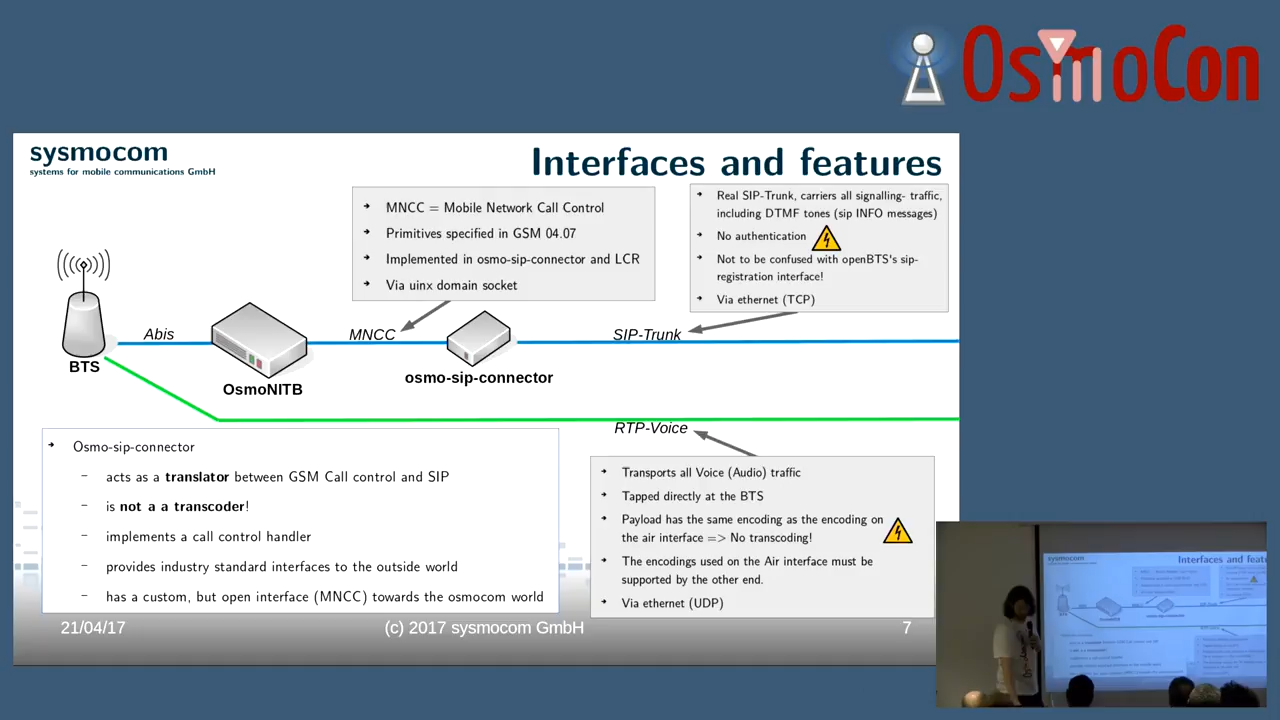 OsmoCon
sysmocom
systems for mobile communications GmbH
Interfaces and features
MNCC = Mobile Network Call Control
Primitives specified in GSM 04.07
Implemented in osmo-sip-connector and LCR
Via uinx domain socket
Real SIP-Trunk, carriers all signalling- traffic,
including DTMF tones (sip INFO messages)
No authentication
Not to be confused with openBTS's sip-
registration interface!
Via ethernet (TCP)
Abis
MNCC
SIP-Trunk
BTS
OsmoNITB
osmo-sip-connector
RTP-Voice
Osmo-sip-connector
– acts as a translator between GSM Call control and SIP
– is not a a transcoder!
– implements a call control handler
– provides industry standard interfaces to the outside world
– has a custom, but open interface (MNCC) towards the osmocom world
Transports all Voice (Audio) traffic
Tapped directly at the BTS
Payload has the same encoding as the encoding on
the air interface => No transcoding!
The encodings used on the Air interface must be
supported by the other end.
Via ethernet (UDP)
21/04/17
(c) 2017 sysmocom GmbH
7
sysmocom
Interfaces and featu